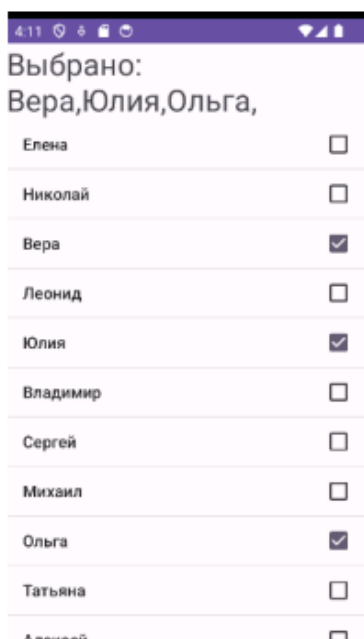 4:11
Выбрано:
Вера,Юлия,Ольга,
Елена
Николай
Вера
Леонид
Юлия
Владимир
Сергей
Михаил
Ольга
Татьяна